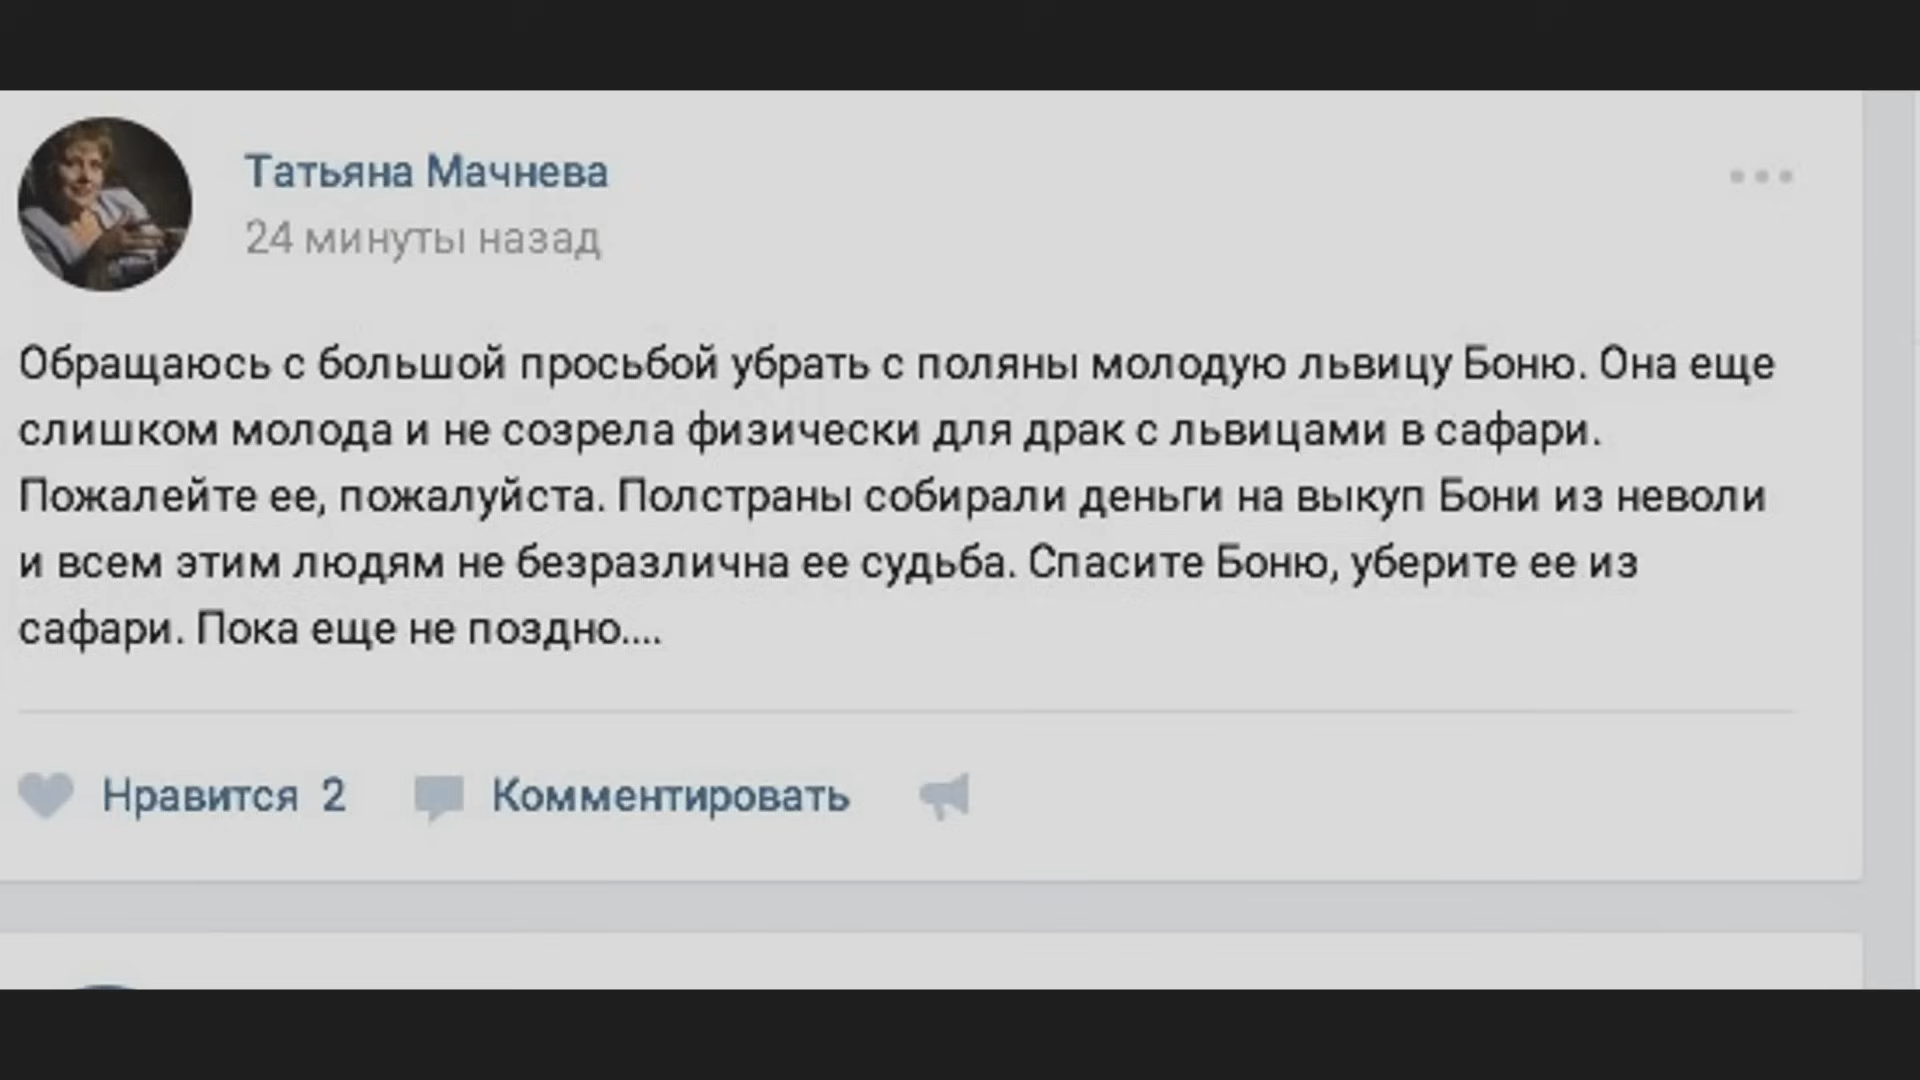 Татьяна Мачнева
24 минуты назад
Обращаюсь с большой просьбой убрать с поляны молодую львицу Боню. Она еще
слишком молода и не созрела физически для драк с львицами в сафари.
Пожалейте ее, пожалуйста. Полстраны собирали деньги на выкуп Бони из неволи
и всем этим людям не безразлична ее судьба. Спасите Боню, уберите ее из
сафари. Пока еще не поздно....
Нравится 2 Комментировать